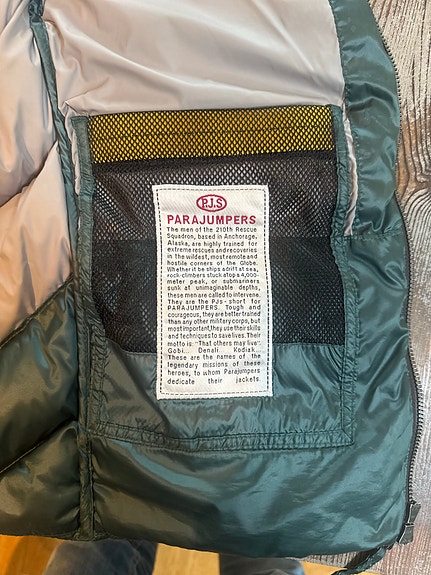 P.J.S
PARAJUMPERS
The men of the 210th Rescue
Squadron, based in Anchorage,
Alaska, are highly trained for
extreme rescues and recoveries
in the wildest, most remote and
hostile corners of the Globe.
Whether it be ships adrift at sea,
rock-climbers stuck atop a 4,000-
meter peak, or submariners
sunk at unimaginable depths,
these men are called to intervene.
They are the PJs - short for
PARAJUMPERS. Tough and
courageous, they are better trained
than any other military corps, but
most important, they use their skills
and techniques to save lives. Their
motto is: "That others may live".
Gobi... Denali... Kodiak...
These are the names of the
legendary missions of these
heroes, to whom Parajumpers
dedicate their jackets.